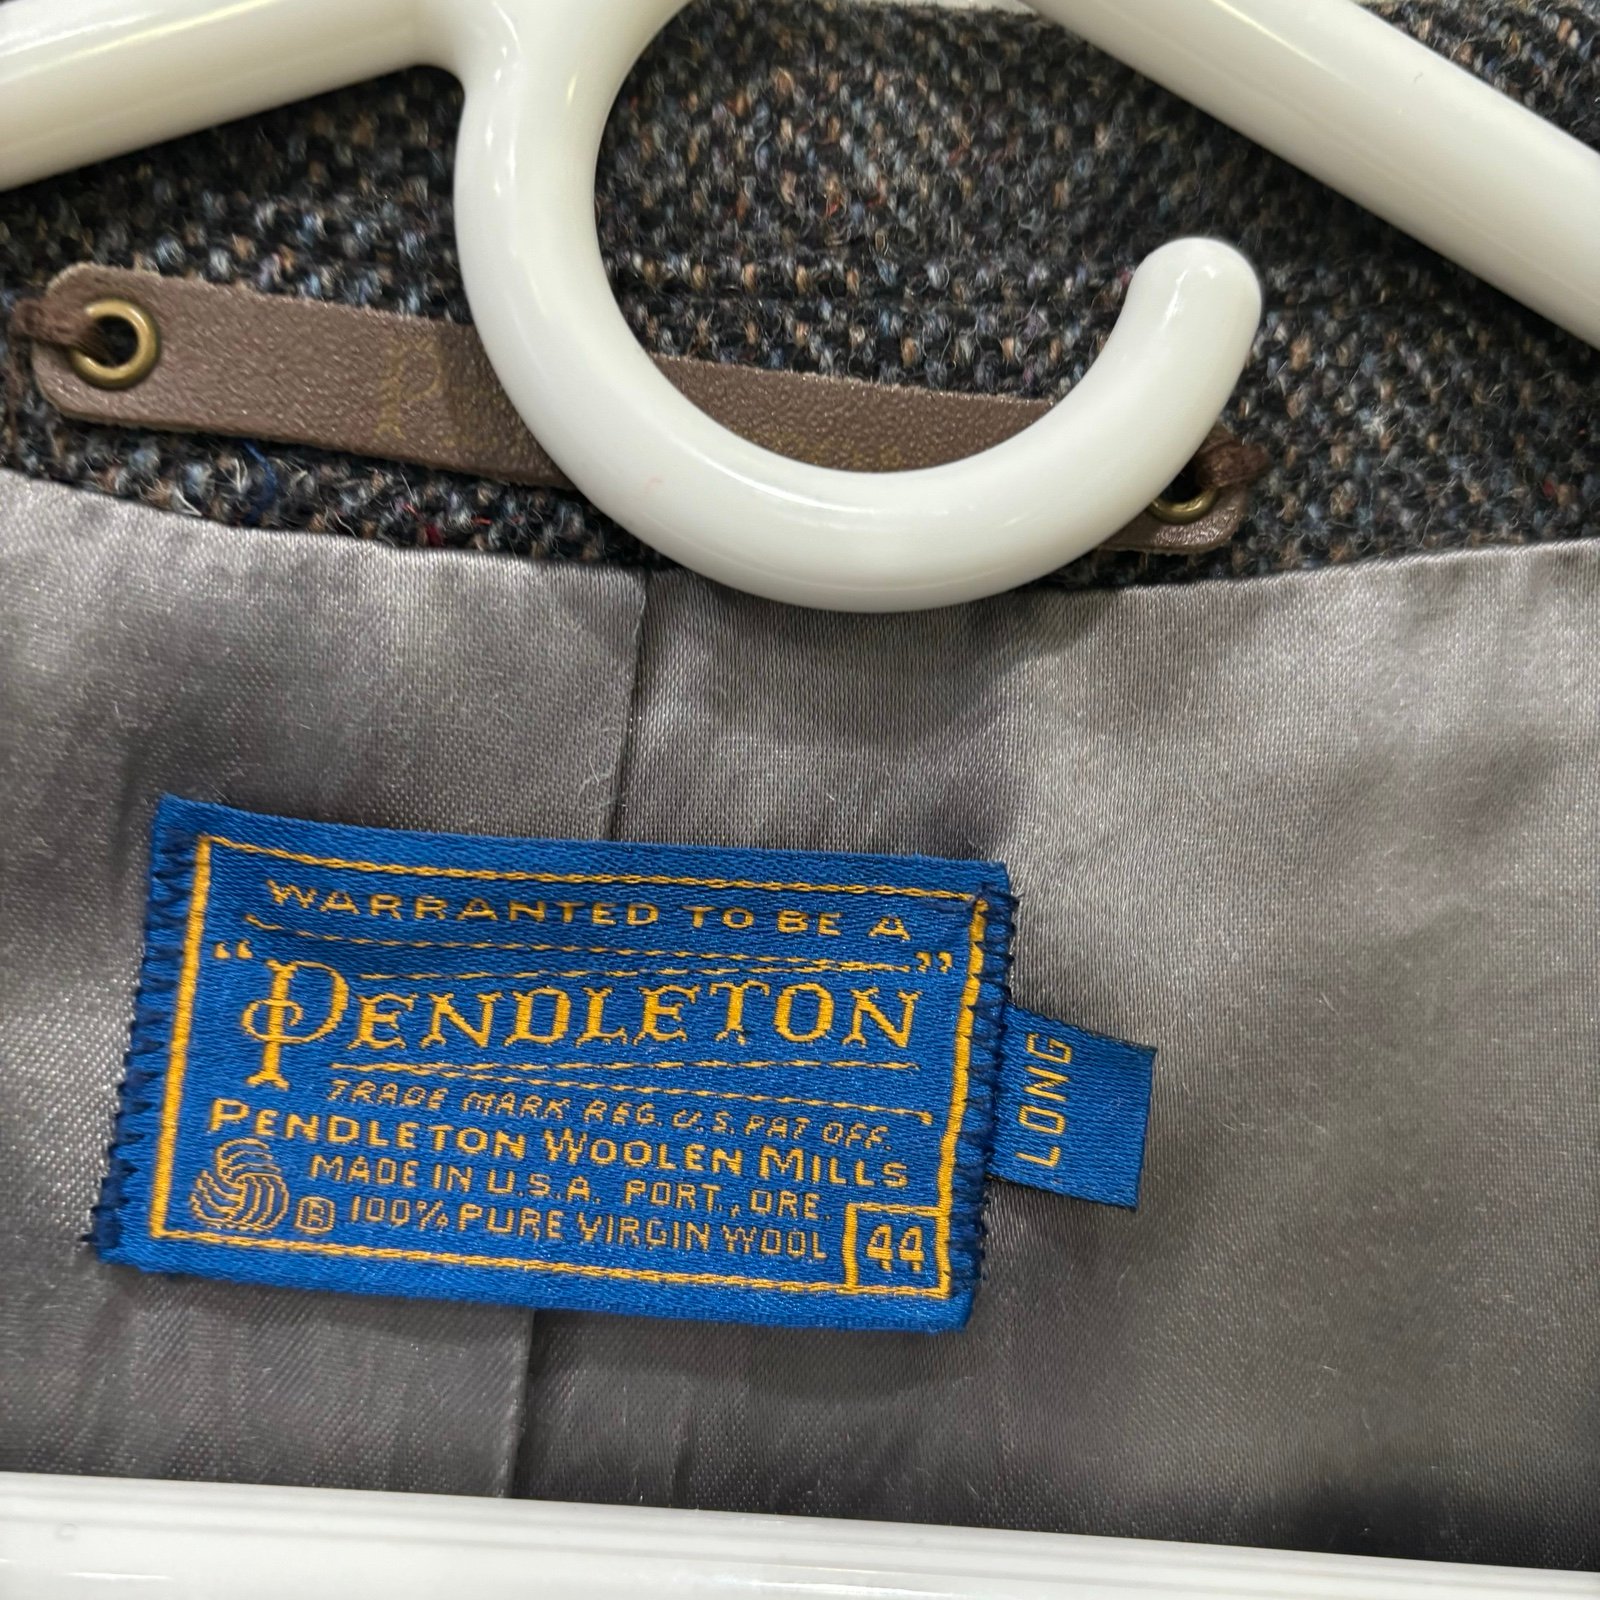 WARRANTED TO BE A
"PENDLETON"
TRADE MARK REG. U.S. PAT OFF.
PENDLETON WOOLEN MILLS
MADE IN U.S.A. PORT., ORE.
® 100% PURE VIRGIN WOOL
44
LONG